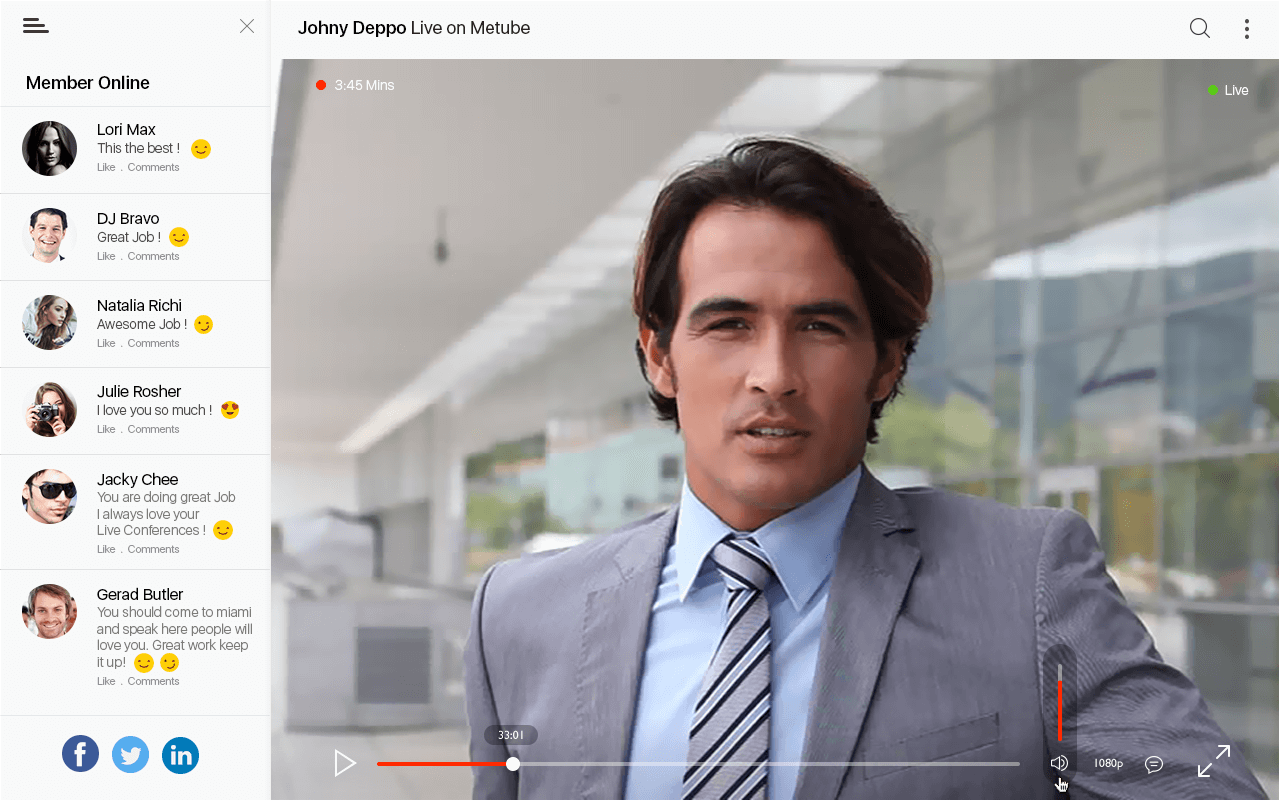 Johny Deppo Live on Metube
Member Online
Lori Max
This the best !
Like . Comments
DJ Bravo
Great Job !
Like . Comments
Natalia Richi
Awesome Job !
Like . Comments
Julie Rosher
I love you so much !
Like . Comments
Jacky Chee
You are doing great Job
I always love your
Live Conferences !
Like . Comments
Gerad Butler
You should come to miami
and speak here people will
love you. Great work keep
it up!
Like . Comments
f
in
3:45 Mins
Live
33:01
1080p